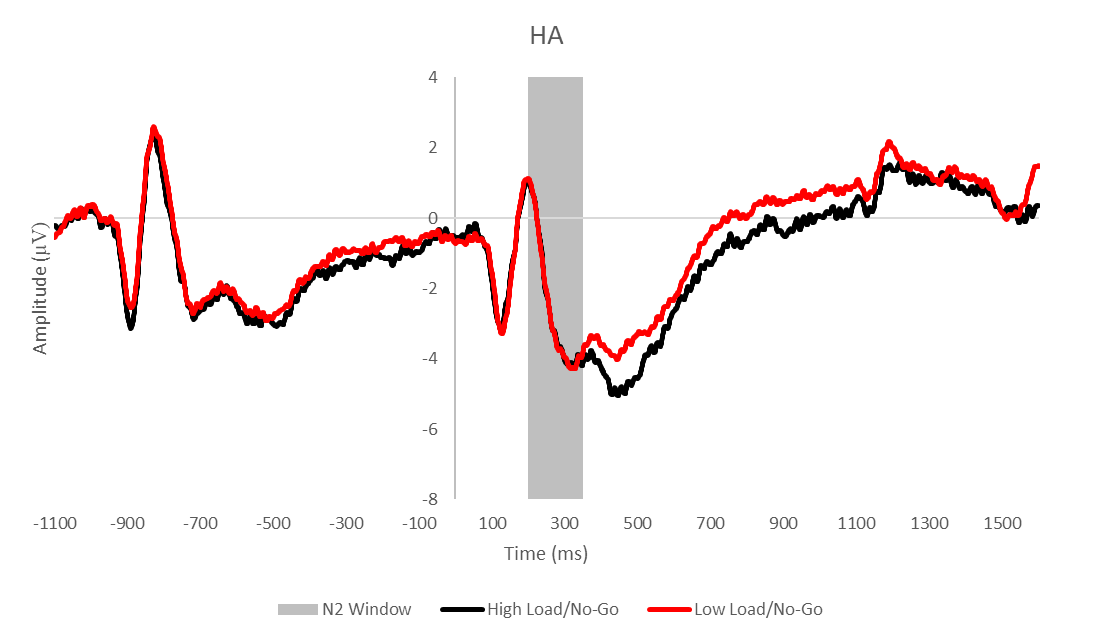 HA
4
2
0
-2
-4
-6
-8
Amplitude (μV)
-1100 -900 -700 -500 -300 -100 100 300 500 700 900 1100 1300 1500
Time (ms)
N2 Window High Load/No-Go Low Load/No-Go